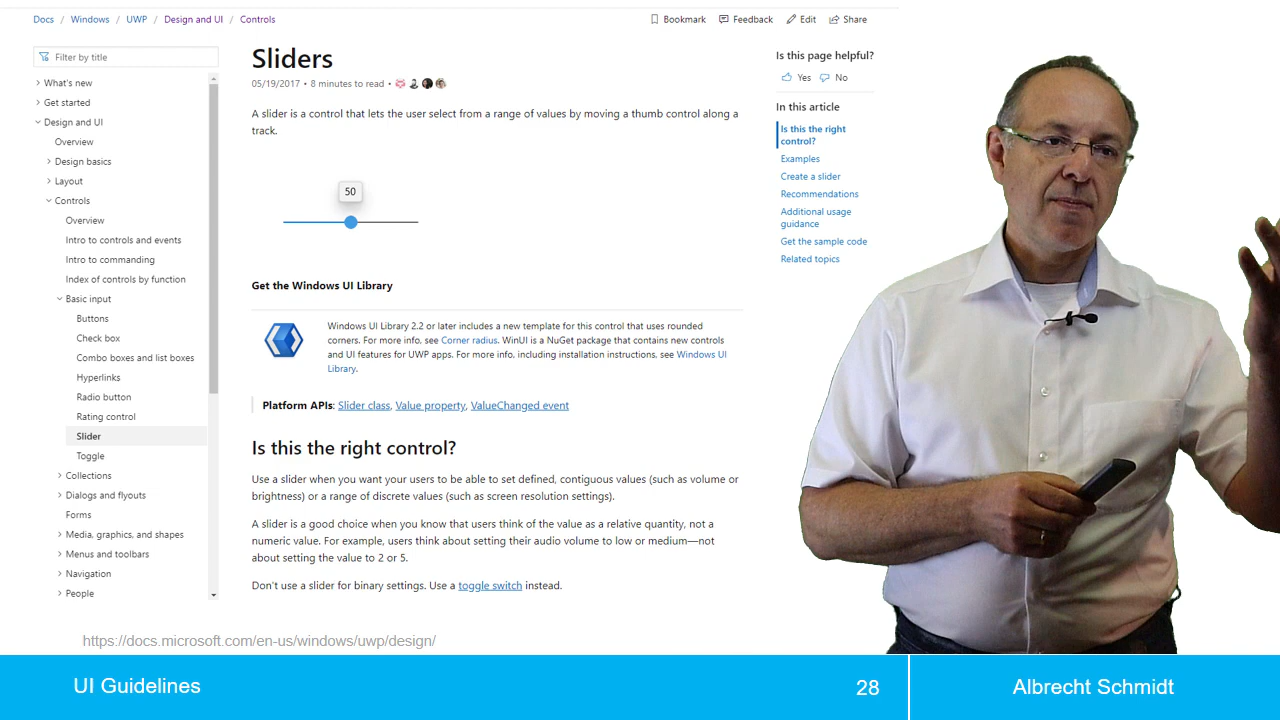 Docs / Windows / UWP / Design and UI / Controls
Bookmark Feedback Edit Share
Filter by title
What's new
Get started
Design and UI
Overview
Design basics
Layout
Controls
Overview
Intro to controls and events
Intro to commanding
Index of controls by function
Basic input
Buttons
Check box
Combo boxes and list boxes
Hyperlinks
Radio button
Rating control
Slider
Toggle
Collections
Dialogs and flyouts
Forms
Media, graphics, and shapes
Menus and toolbars
Navigation
People
Sliders
05/19/2017 • 8 minutes to read •
A slider is a control that lets the user select from a range of values by moving a thumb control along a
track.
50
Get the Windows UI Library
Windows UI Library 2.2 or later includes a new template for this control that uses rounded
corners. For more info, see Corner radius. WinUI is a NuGet package that contains new controls
and UI features for UWP apps. For more info, including installation instructions, see Windows UI
Library.
Platform APIs: Slider class, Value property, ValueChanged event
Is this the right control?
Use a slider when you want your users to be able to set defined, contiguous values (such as volume or
brightness) or a range of discrete values (such as screen resolution settings).
A slider is a good choice when you know that users think of the value as a relative quantity, not a
numeric value. For example, users think about setting their audio volume to low or medium—not
about setting the value to 2 or 5.
Don't use a slider for binary settings. Use a toggle switch instead.
Is this page helpful?
Yes No
In this article
Is this the right
control?
Examples
Create a slider
Recommendations
Additional usage
guidance
Get the sample code
Related topics
https://docs.microsoft.com/en-us/windows/uwp/design/
UI Guidelines
28
Albrecht Schmidt